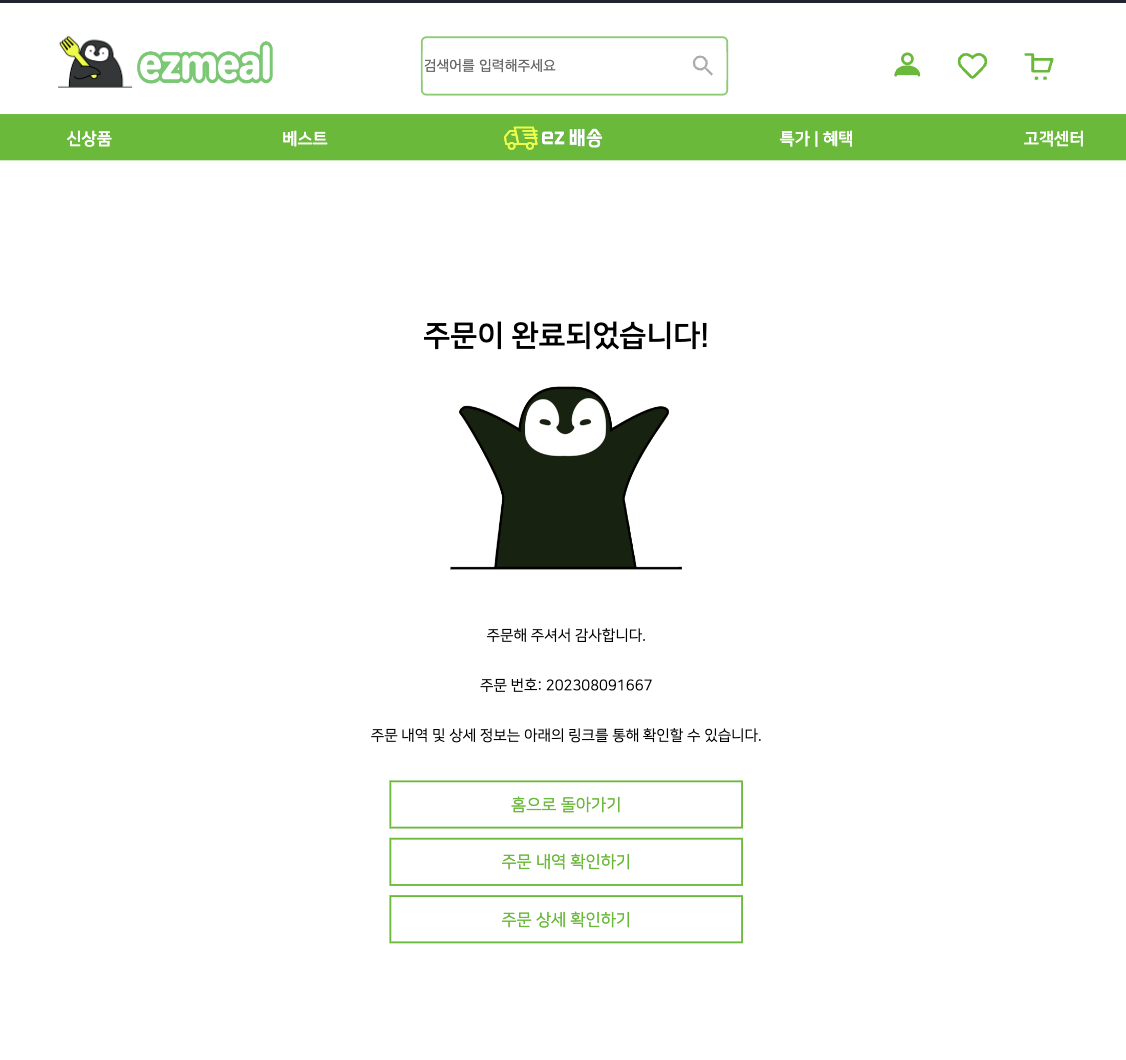 ezmeal
검색어를 입력해주세요
신상품
베스트
ez 배송
특가 | 혜택
고객센터
주문이 완료되었습니다!
주문해 주셔서 감사합니다.
주문 번호: 202308091667
주문 내역 및 상세 정보는 아래의 링크를 통해 확인할 수 있습니다.
홈으로 돌아가기
주문 내역 확인하기
주문 상세 확인하기